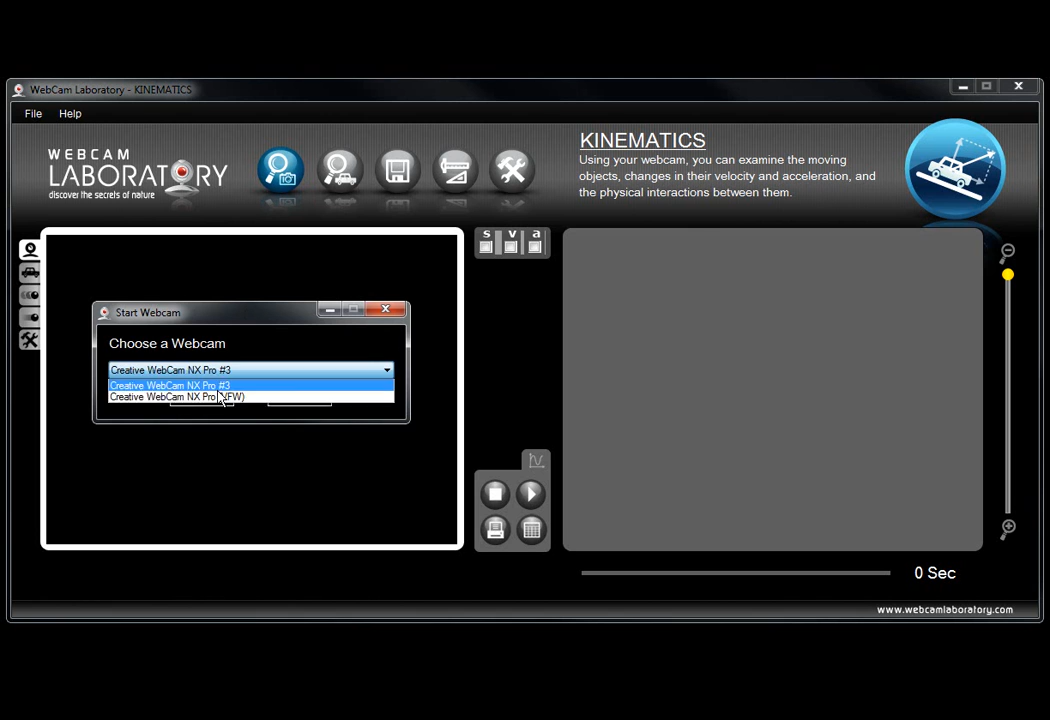 WebCam Laboratory - KINEMATICS
File Help
WEBCAM
LABORATORY
discover the secrets of nature
KINEMATICS
Using your webcam, you can examine the moving
objects, changes in their velocity and acceleration, and
the physical interactions between them.
s v a
Start Webcam
Choose a Webcam
Creative WebCam NX Pro #3
Creative WebCam NX Pro #3
Creative WebCam NX Pro
0 Sec
www.webcamlaboratory.com